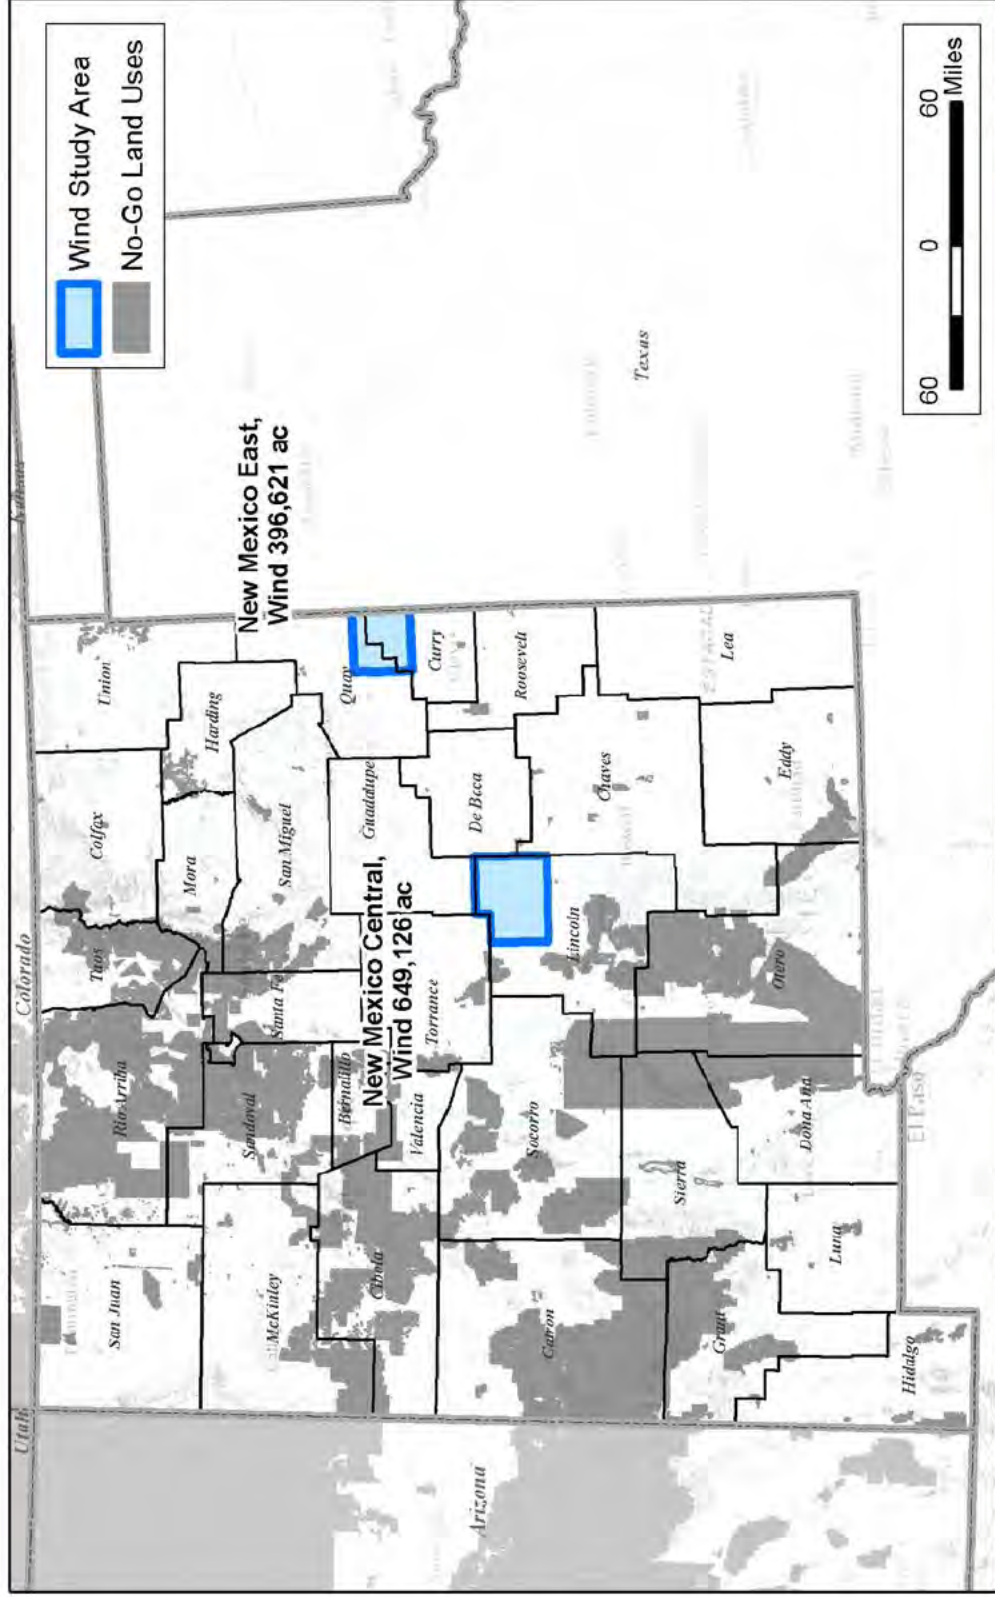 Wind Study Area
No-Go Land Uses
Utah
Colorado
Kansas
San Juan
Rio Arriba
Taos
Colfax
Union
Mora
Harding
McKinley
Sandoval
Santa Fe
San Miguel
New Mexico East,
Wind 396,621 ac
Quay
Bernalillo
Cibola
Guadalupe
New Mexico Central,
Wind 649,126 ac
Valencia
Torrance
Curry
Arizona
De Baca
Roosevelt
Catron
Socorro
Lincoln
Chaves
Texas
Sierra
Grant
Otero
Eddy
Lea
Luna
Doña Ana
Hidalgo
El Paso
60 0 60
Miles